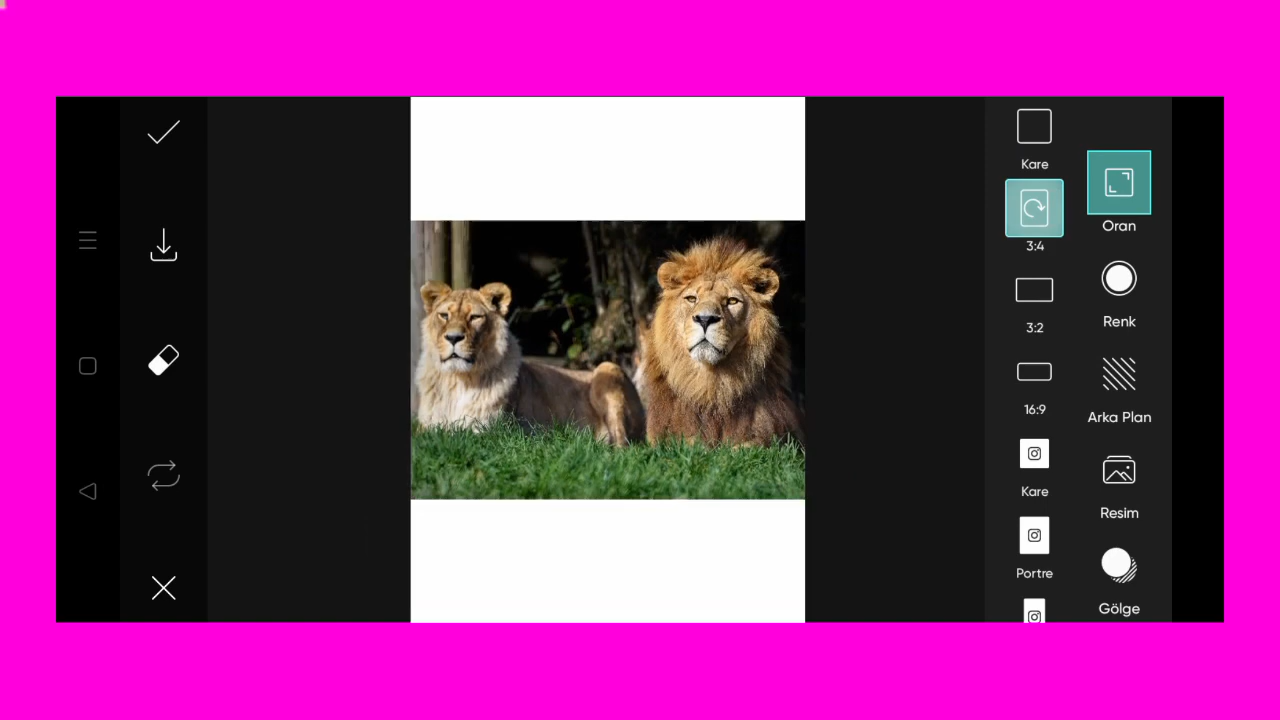 Kare
3:4
3:2
16:9
Kare
Portre
Oran
Renk
Arka Plan
Resim
Gölge